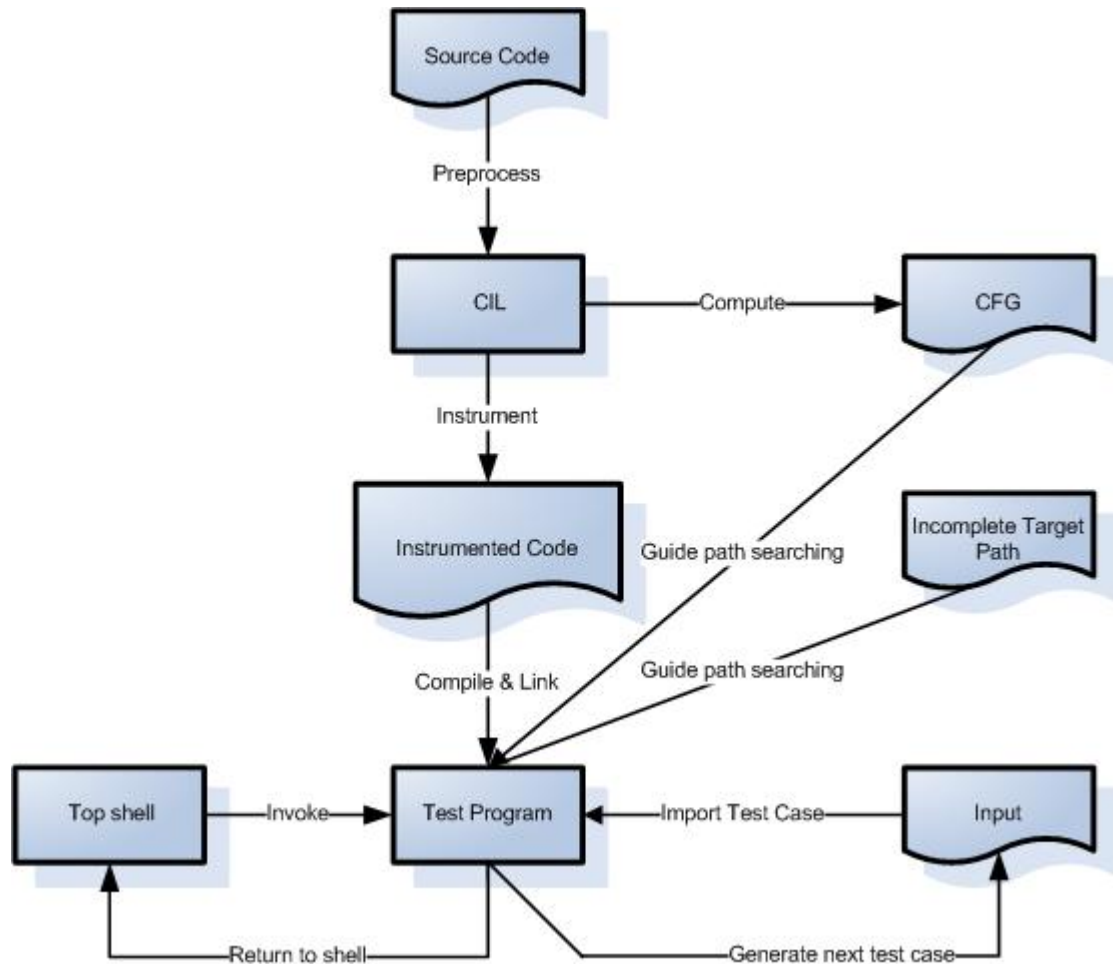 Source Code
Preprocess
CIL
Compute
CFG
Instrument
Instrumented Code
Incomplete Target
Path
Guide path searching
Guide path searching
Compile & Link
Top shell
Invoke
Test Program
Import Test Case
Input
Return to shell
Generate next test case